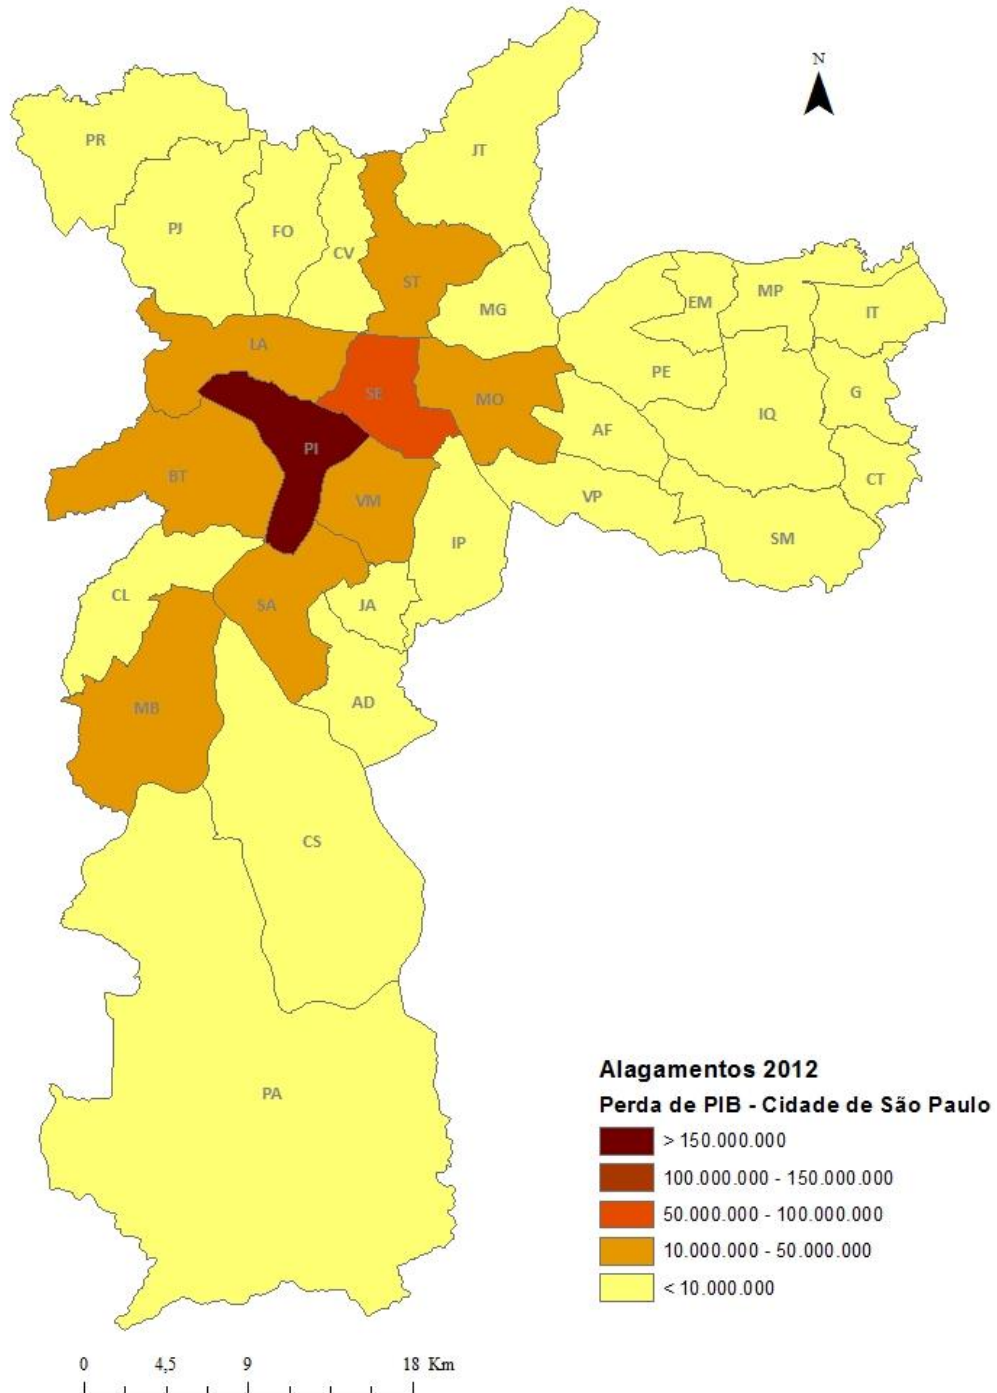 N
PR
JT
PJ
FO
CV
ST
MG
EM
MP
IT
LA
PE
SE
MO
G
IQ
AF
PI
BT
VM
VP
CT
IP
SM
CL
SA
JA
MB
AD
CS
PA
Alagamentos 2012
Perda de PIB - Cidade de São Paulo
> 150.000.000
100.000.000 - 150.000.000
50.000.000 - 100.000.000
10.000.000 - 50.000.000
< 10.000.000
0 4,5 9 18 Km